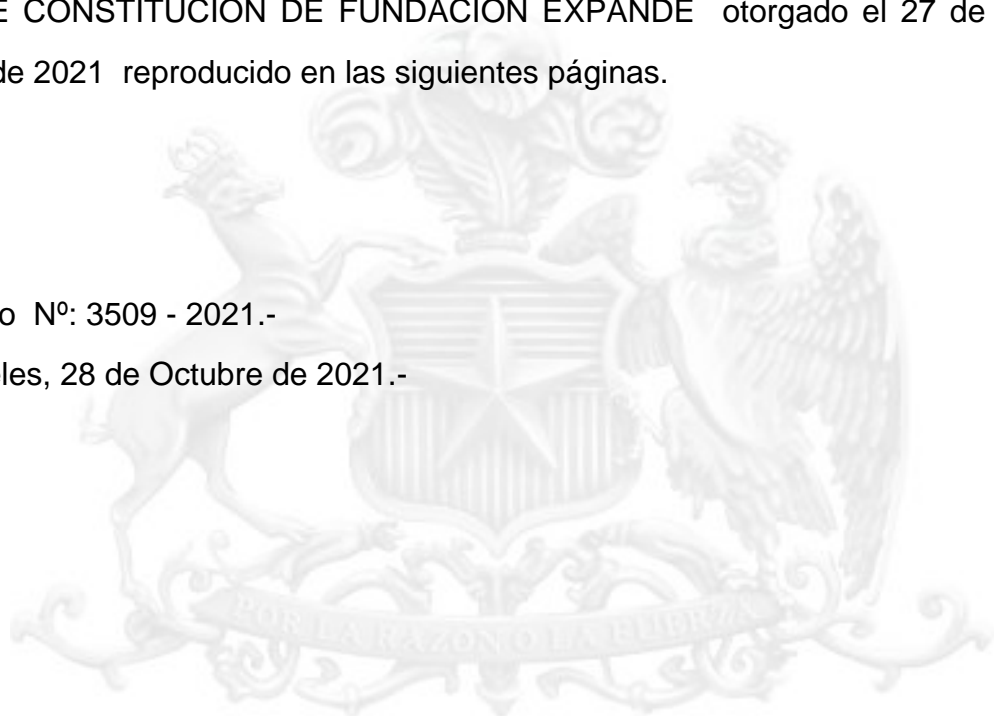 E CONSTITUCION DE FUNDACION EXPANDE otorgado el 27 de
de 2021 reproducido en las siguientes páginas.
o Nº: 3509 - 2021.-
les, 28 de Octubre de 2021.-
POR LA RAZON O LA FUERZA